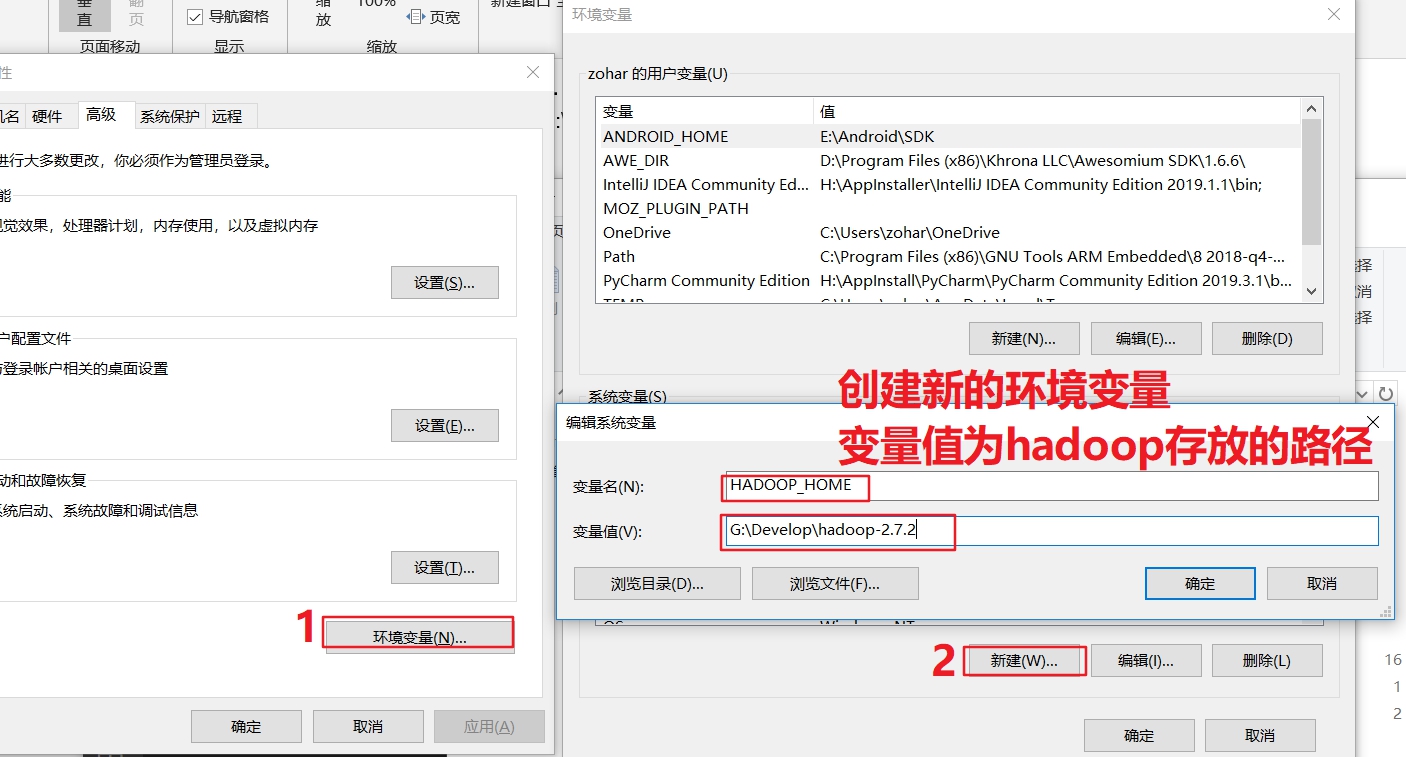 垂 翻 缩 100% 新建窗口
直 页 导航窗格 放 页宽
页面移动 显示 缩放
环境变量
性
机名 硬件 高级 系统保护 远程
进行大多数更改，你必须作为管理员登录。
能
视觉效果，处理器计划，内存使用，以及虚拟内存
设置(S)...
户配置文件
与登录帐户相关的桌面设置
设置(E)...
动和故障恢复
系统启动、系统故障和调试信息
设置(T)...
1 环境变量(N)...
确定 取消 应用(A)
zohar 的用户变量(U)
变量 值
ANDROID_HOME E:\Android\SDK
AWE_DIR D:\Program Files (x86)\Khrona LLC\Awesomium SDK\1.6.6\
IntelliJ IDEA Community Ed... H:\AppInstaller\IntelliJ IDEA Community Edition 2019.1.1\bin;
MOZ_PLUGIN_PATH
OneDrive C:\Users\zohar\OneDrive
Path C:\Program Files (x86)\GNU Tools ARM Embedded\8 2018-q4-...
PyCharm Community Edition H:\AppInstall\PyCharm\PyCharm Community Edition 2019.3.1\b...
新建(N)... 编辑(E)... 删除(D)
系统变量(S)
创建新的环境变量
编辑系统变量
变量值为hadoop存放的路径
变量名(N): HADOOP_HOME
变量值(V): G:\Develop\hadoop-2.7.2
浏览目录(D)... 浏览文件(F)... 确定 取消
OS Windows_NT
2 新建(W)... 编辑(I)... 删除(L)
确定 取消
择
消
择
16
1
2